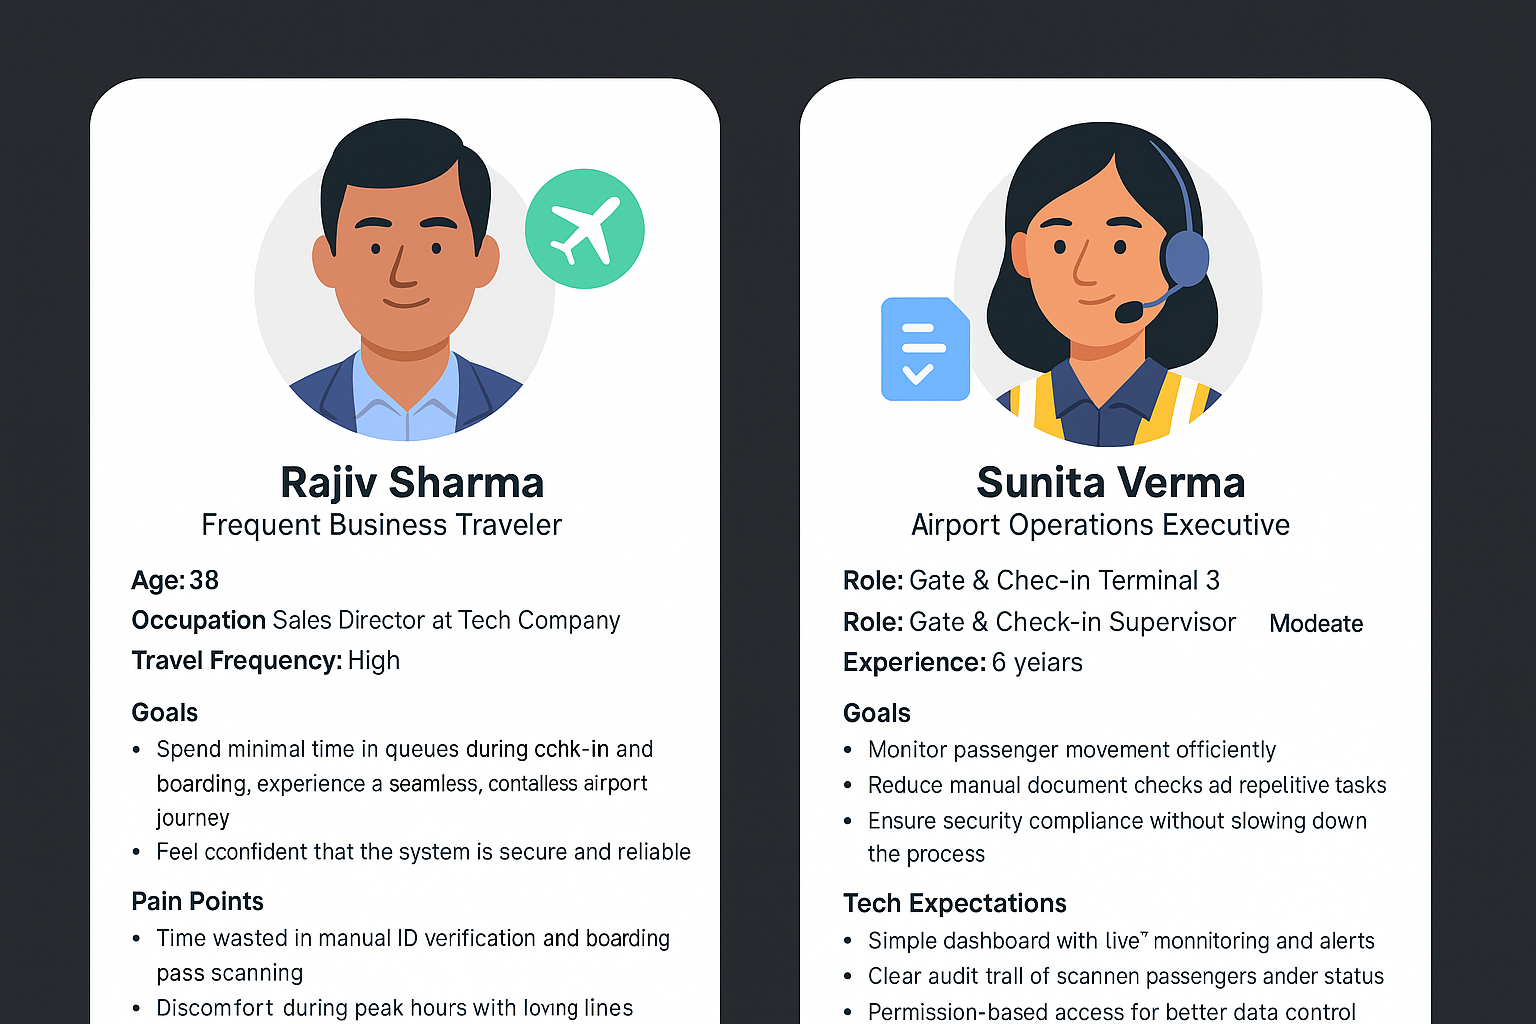 Rajiv Sharma
Frequent Business Traveler
Age: 38
Occupation Sales Director at Tech Company
Travel Frequency: High
Goals
• Spend minimal time in queues during cchk-in and
boarding, experience a seamless, contalless airport
journey
• Feel cconfident that the system is secure and reliable
Pain Points
• Time wasted in manual ID verification and boarding
pass scanning
• Discomfort during peak hours with loving lines
Sunita Verma
Airport Operations Executive
Role: Gate & Chec-in Terminal 3
Role: Gate & Check-in Supervisor Modeate
Experience: 6 yeiars
Goals
• Monitor passenger movement officiently
• Reduce manual document checks ad repelitive tasks
• Ensure security compliance without slowing down
the process
Tech Expectations
• Simple dashboard with live⁷ monnitoring and alerts
• Clear audit trall of scannen passengers ander status
• Permission-based access for better data control